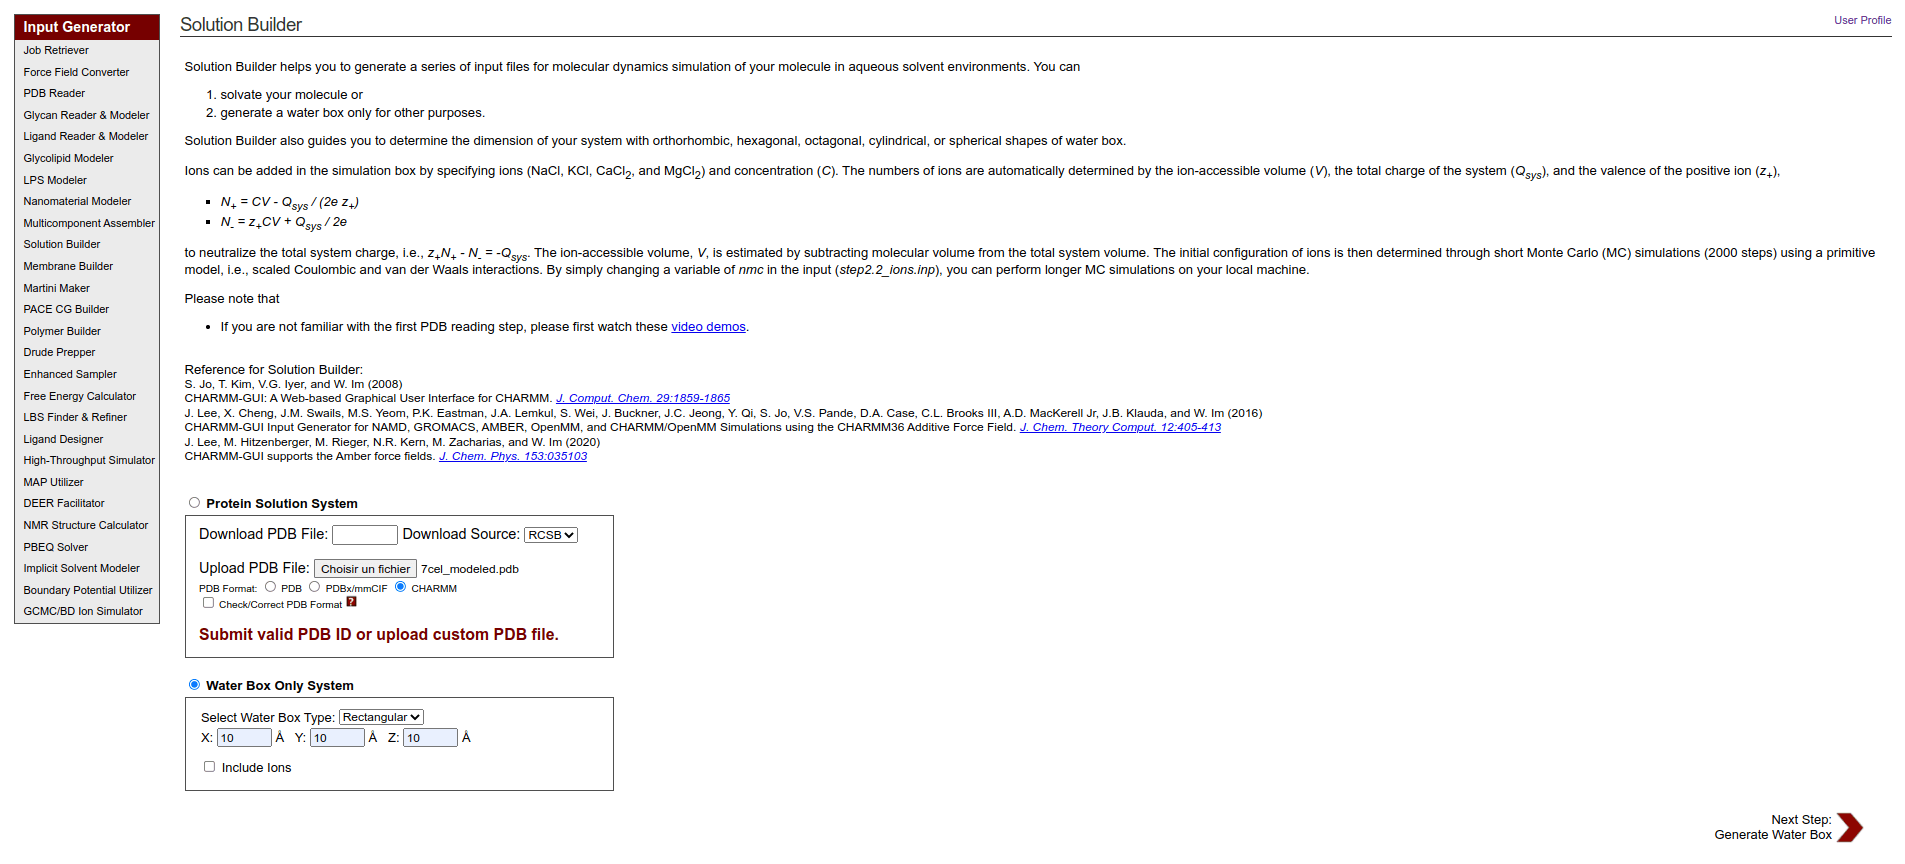 Input Generator
Job Retriever
Force Field Converter
PDB Reader
Glycan Reader & Modeler
Ligand Reader & Modeler
Glycolipid Modeler
LPS Modeler
Nanomaterial Modeler
Multicomponent Assembler
Solution Builder
Membrane Builder
Martini Maker
PACE CG Builder
Polymer Builder
Drude Prepper
Enhanced Sampler
Free Energy Calculator
LBS Finder & Refiner
Ligand Designer
High-Throughput Simulator
MAP Utilizer
DEER Facilitator
NMR Structure Calculator
PBEQ Solver
Implicit Solvent Modeler
Boundary Potential Utilizer
GCMC/BD Ion Simulator
Solution Builder
User Profile
Solution Builder helps you to generate a series of input files for molecular dynamics simulation of your molecule in aqueous solvent environments. You can
1. solvate your molecule or
2. generate a water box only for other purposes.
Solution Builder also guides you to determine the dimension of your system with orthorhombic, hexagonal, octagonal, cylindrical, or spherical shapes of water box.
Ions can be added in the simulation box by specifying ions (NaCl, KCl, CaCl2, and MgCl2) and concentration (C). The numbers of ions are automatically determined by the ion-accessible volume (V), the total charge of the system (Qsys), and the valence of the positive ion (z+),
▪ N+ = CV - Qsys / (2e z+)
▪ N- = z+CV + Qsys / 2e
to neutralize the total system charge, i.e., z+N+ - N- = -Qsys. The ion-accessible volume, V, is estimated by subtracting molecular volume from the total system volume. The initial configuration of ions is then determined through short Monte Carlo (MC) simulations (2000 steps) using a primitive
model, i.e., scaled Coulombic and van der Waals interactions. By simply changing a variable of nmc in the input (step2.2_ions.inp), you can perform longer MC simulations on your local machine.
Please note that
• If you are not familiar with the first PDB reading step, please first watch these video demos.
Reference for Solution Builder:
S. Jo, T. Kim, V.G. Iyer, and W. Im (2008)
CHARMM-GUI: A Web-based Graphical User Interface for CHARMM. J. Comput. Chem. 29:1859-1865
J. Lee, X. Cheng, J.M. Swails, M.S. Yeom, P.K. Eastman, J.A. Lemkul, S. Wei, J. Buckner, J.C. Jeong, Y. Qi, S. Jo, V.S. Pande, D.A. Case, C.L. Brooks III, A.D. MacKerell Jr, J.B. Klauda, and W. Im (2016)
CHARMM-GUI Input Generator for NAMD, GROMACS, AMBER, OpenMM, and CHARMM/OpenMM Simulations using the CHARMM36 Additive Force Field. J. Chem. Theory Comput. 12:405-413
J. Lee, M. Hitzenberger, M. Rieger, N.R. Kern, M. Zacharias, and W. Im (2020)
CHARMM-GUI supports the Amber force fields. J. Chem. Phys. 153:035103
Protein Solution System
Download PDB File: Download Source: RCSB
Upload PDB File: Choisir un fichier 7cel_modeled.pdb
PDB Format: PDB PDBx/mmCIF CHARMM
Check/Correct PDB Format ?
Submit valid PDB ID or upload custom PDB file.
Water Box Only System
Select Water Box Type: Rectangular
X: 10 Å Y: 10 Å Z: 10 Å
Include Ions
Next Step:
Generate Water Box